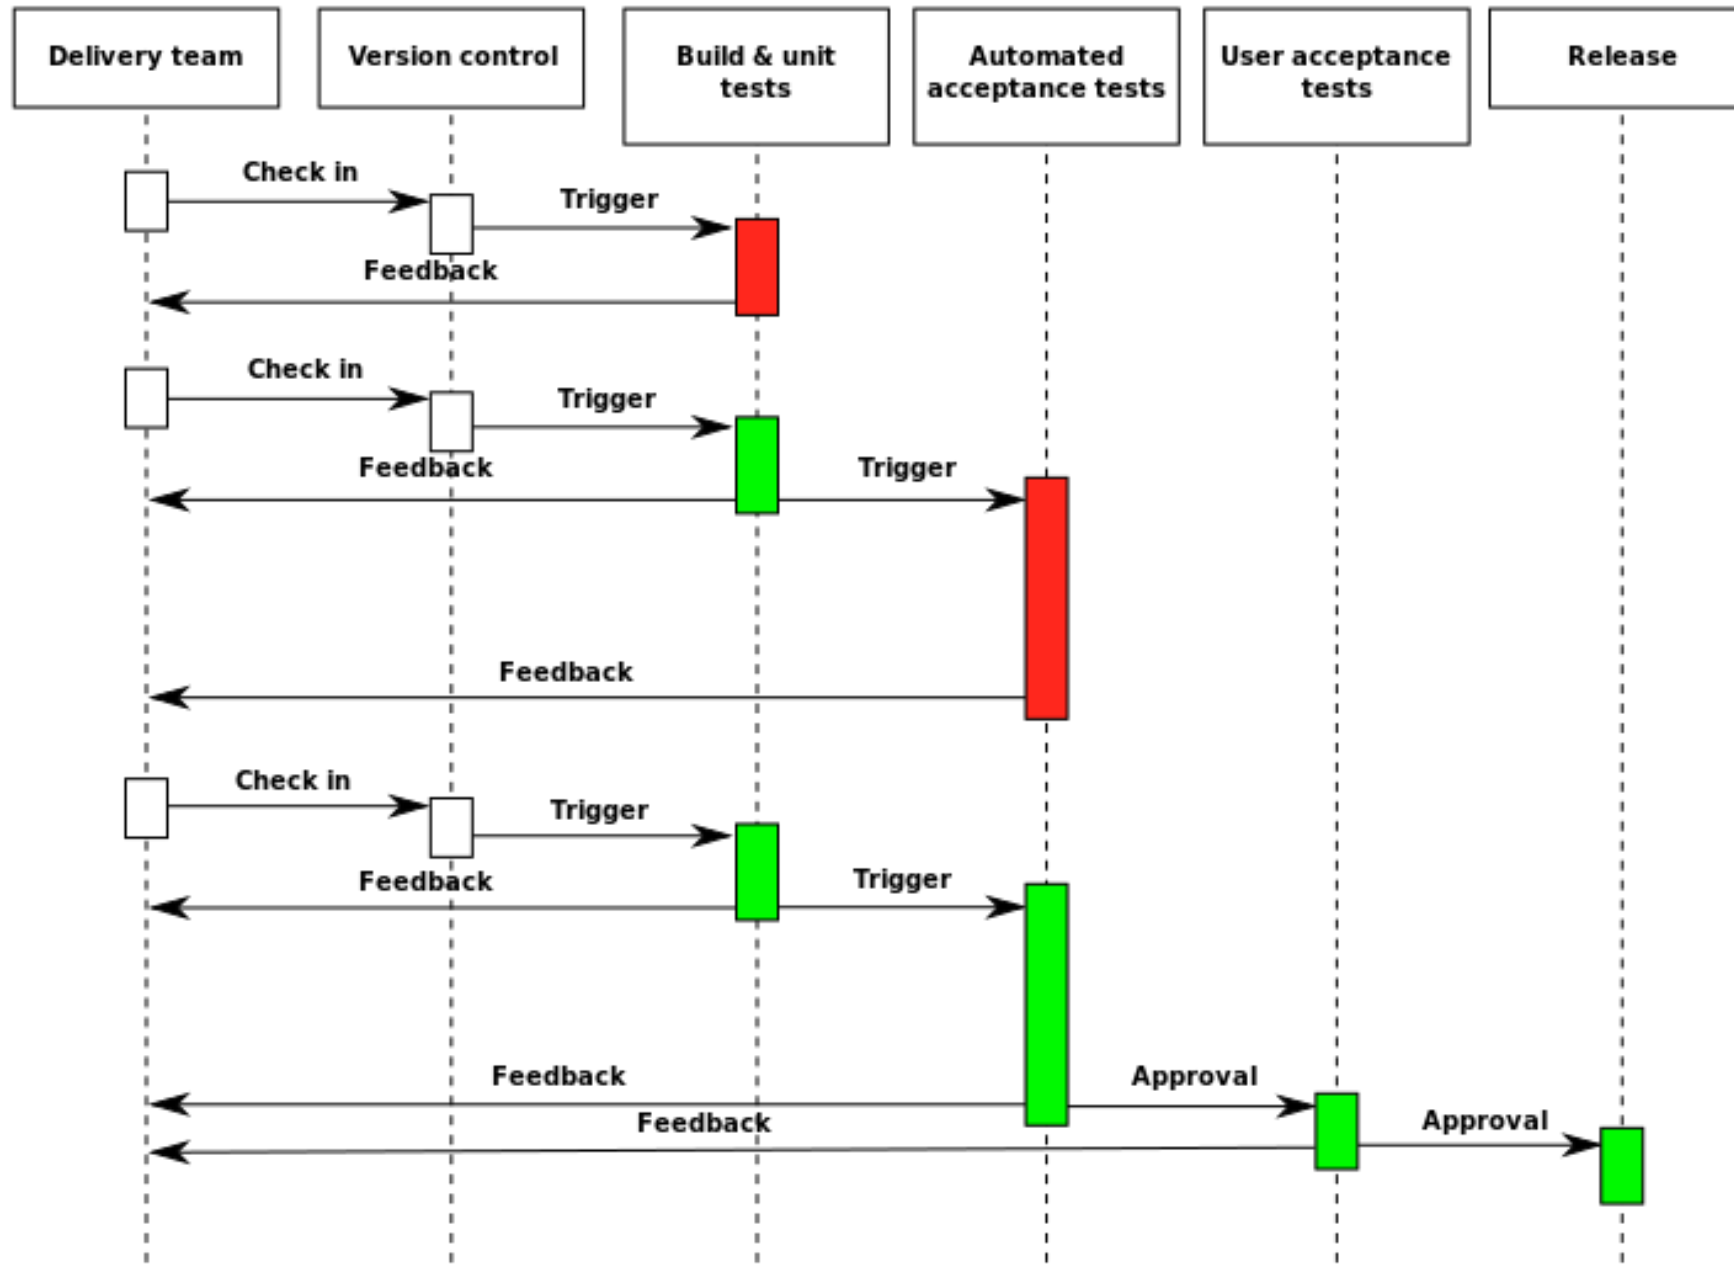 Delivery team
Version control
Build & unit
tests
Automated
acceptance tests
User acceptance
tests
Release
Check in
Trigger
Feedback
Check in
Trigger
Feedback
Trigger
Feedback
Check in
Trigger
Feedback
Trigger
Feedback
Approval
Feedback
Approval